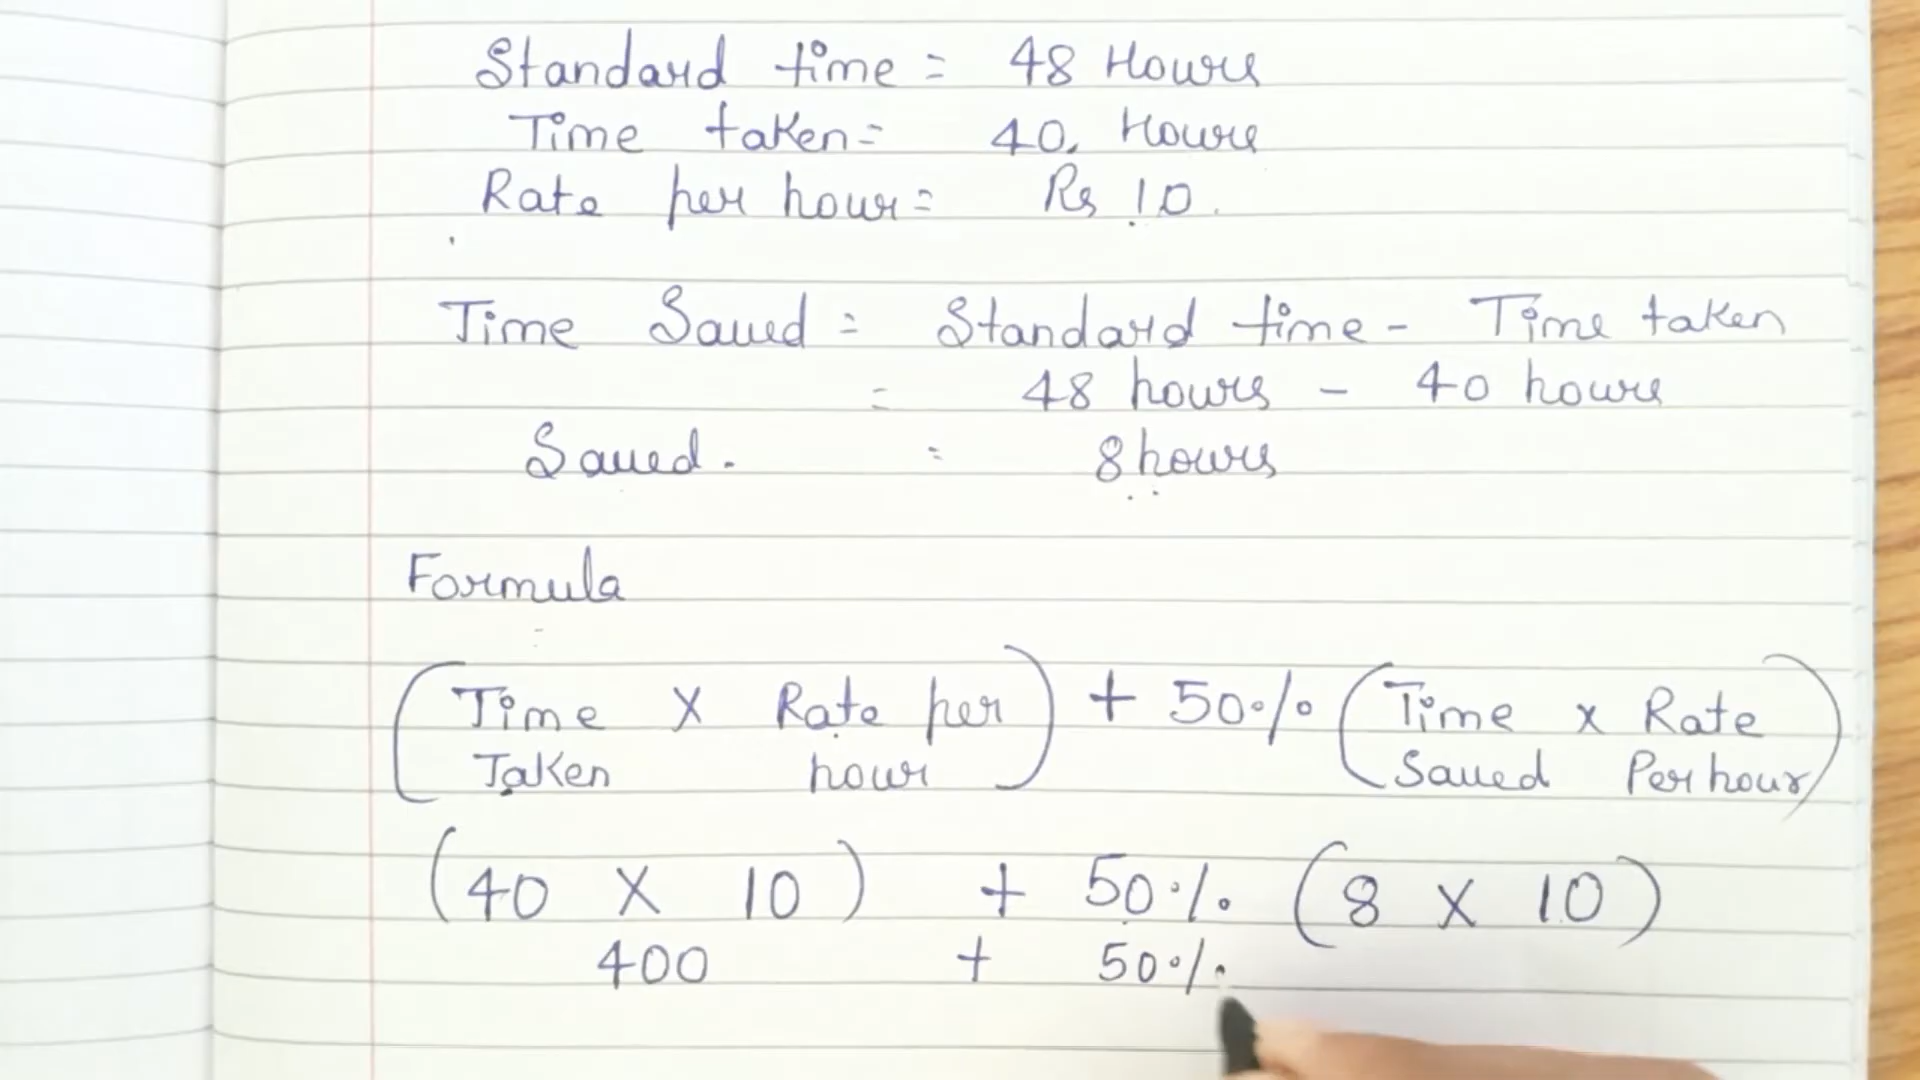 Standard time = 48 Hours
Time taken = 40. Hours
Rate per hour = Rs 10.
Time Saved = Standard time - Time taken
= 48 hours - 40 hours
Saved. = 8 hours
Formula
(Time Taken X Rate per hour) + 50% (Time Saved x Rate Per hour)
(40 X 10) + 50% (8 X 10)
400 + 50%